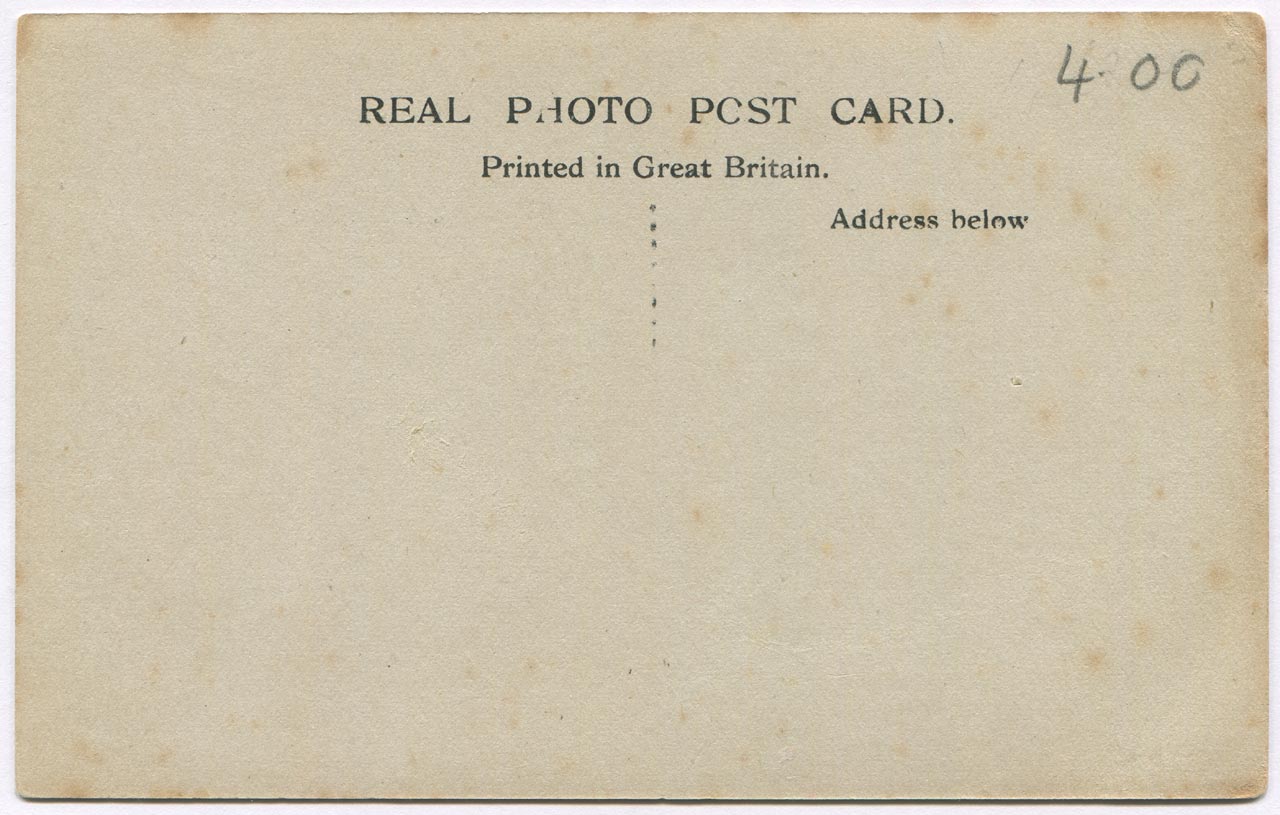 4.00
REAL PHOTO POST CARD.
Printed in Great Britain.
Address below